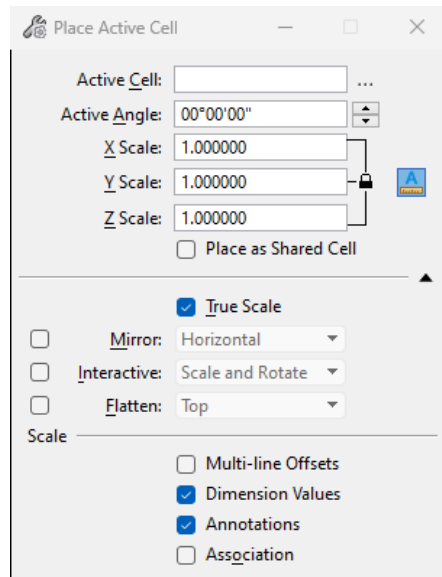 Place Active Cell
Active Cell: ...
Active Angle: 00°00'00"
X Scale: 1.000000
Y Scale: 1.000000
A
Z Scale: 1.000000
Place as Shared Cell
True Scale
Mirror: Horizontal
Interactive: Scale and Rotate
Flatten: Top
Scale
Multi-line Offsets
Dimension Values
Annotations
Association